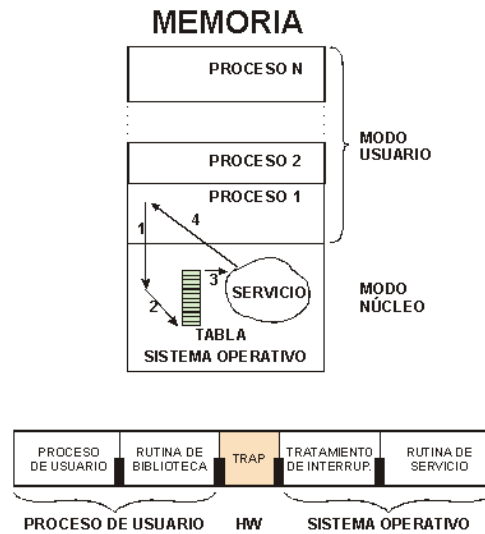 MEMORIA
PROCESO N
PROCESO 2
PROCESO 1
MODO
USUARIO
1
4
2
3
SERVICIO
TABLA
SISTEMA OPERATIVO
MODO
NÚCLEO
PROCESO
DE USUARIO
RUTINA DE
BIBLIOTECA
TRAP
TRATAMIENTO
DE INTERRUP.
RUTINA DE
SERVICIO
PROCESO DE USUARIO
HW
SISTEMA OPERATIVO